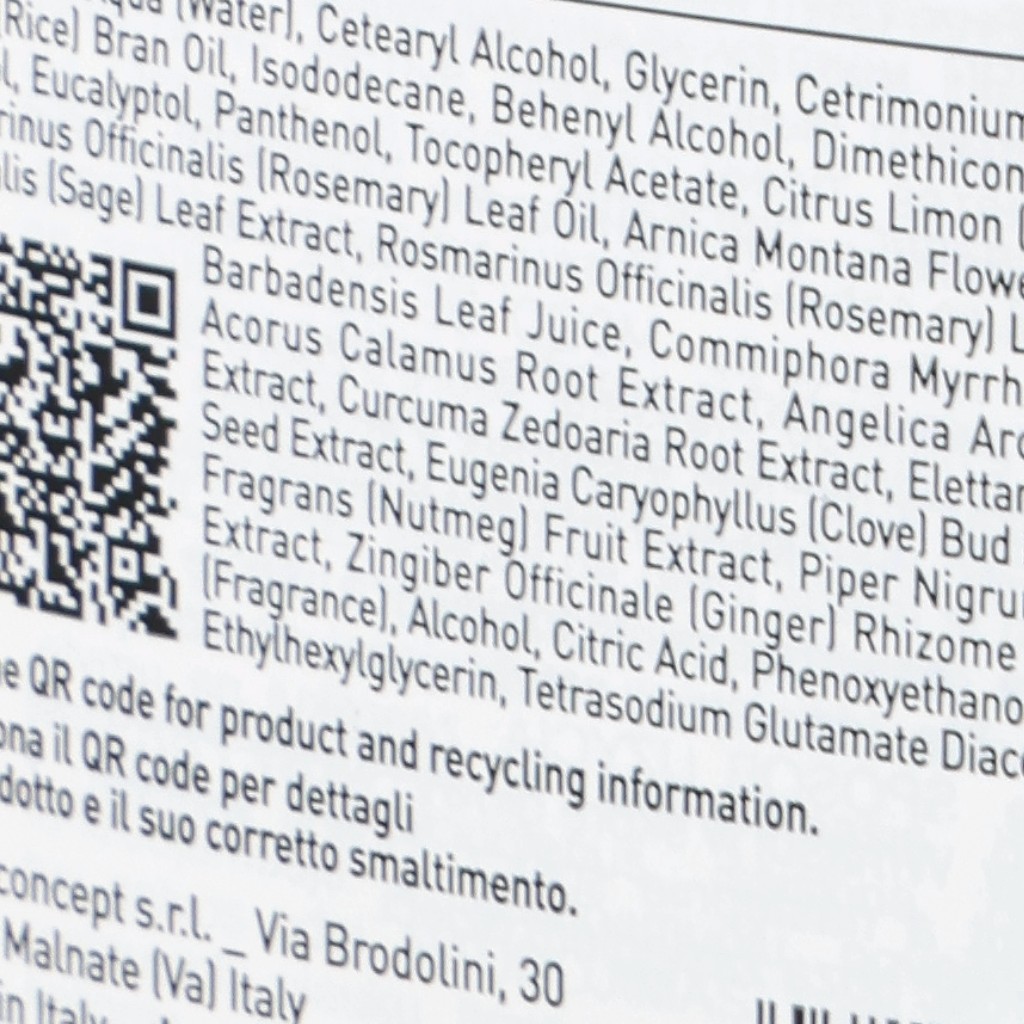 (Water), Cetearyl Alcohol, Glycerin, Cetrimonium
(Rice) Bran Oil, Isododecane, Behenyl Alcohol, Dimethicon
l, Eucalyptol, Panthenol, Tocopheryl Acetate, Citrus Limon (
rinus Officinalis (Rosemary) Leaf Oil, Arnica Montana Flowe
lis (Sage) Leaf Extract, Rosmarinus Officinalis (Rosemary) L
Barbadensis Leaf Juice, Commiphora Myrrh
Acorus Calamus Root Extract, Angelica Arc
Extract, Curcuma Zedoaria Root Extract, Elettar
Seed Extract, Eugenia Caryophyllus (Clove) Bud
Fragrans (Nutmeg) Fruit Extract, Piper Nigru
Extract, Zingiber Officinale (Ginger) Rhizome
(Fragrance), Alcohol, Citric Acid, Phenoxyethano
Ethylhexylglycerin, Tetrasodium Glutamate Diac
e QR code for product and recycling information.
ona il QR code per dettagli
dotto e il suo corretto smaltimento.
concept s.r.l. _ Via Brodolini, 30
Malnate (Va) Italy
in Italy